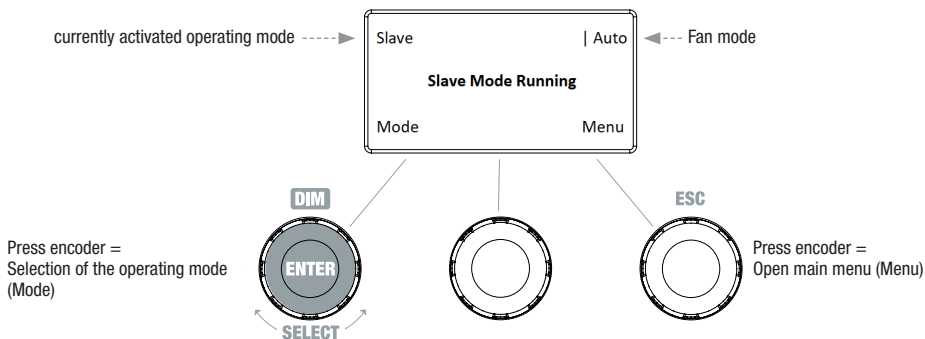 currently activated operating mode
Slave | Auto
Fan mode
Slave Mode Running
Mode Menu
DIM
ESC
Press encoder =
Selection of the operating mode
(Mode)
ENTER
SELECT
Press encoder =
Open main menu (Menu)